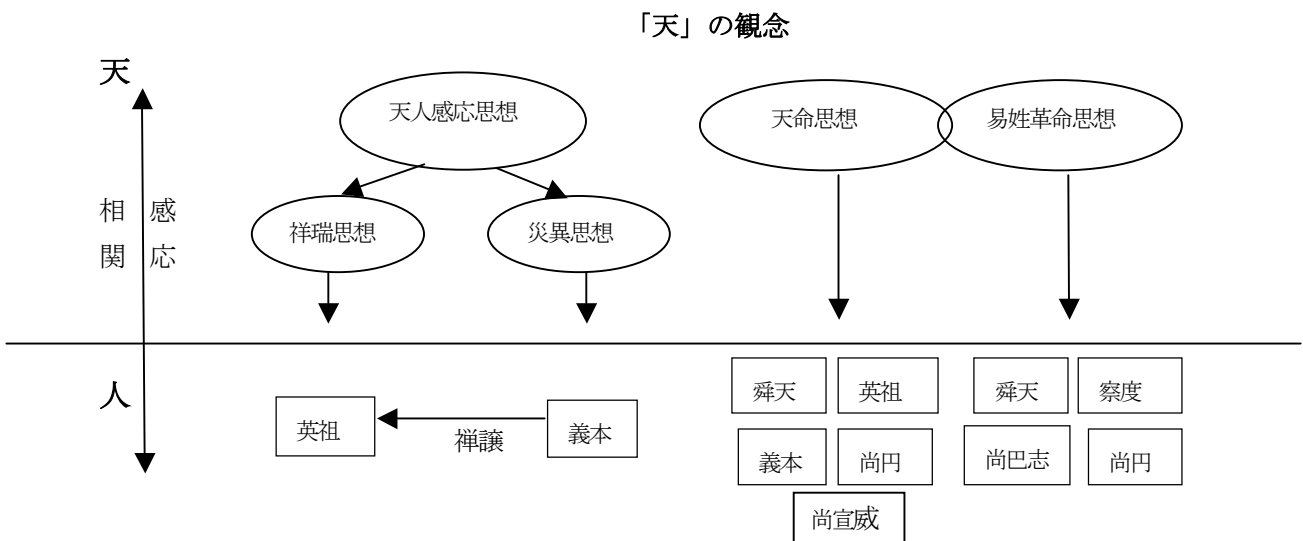 「天」の観念
天
天人感応思想
天命思想
易姓革命思想
相関
感応
祥瑞思想
災異思想
人
英祖
禅譲
義本
舜天
英祖
舜天
察度
義本
尚円
尚巴志
尚円
尚宣威